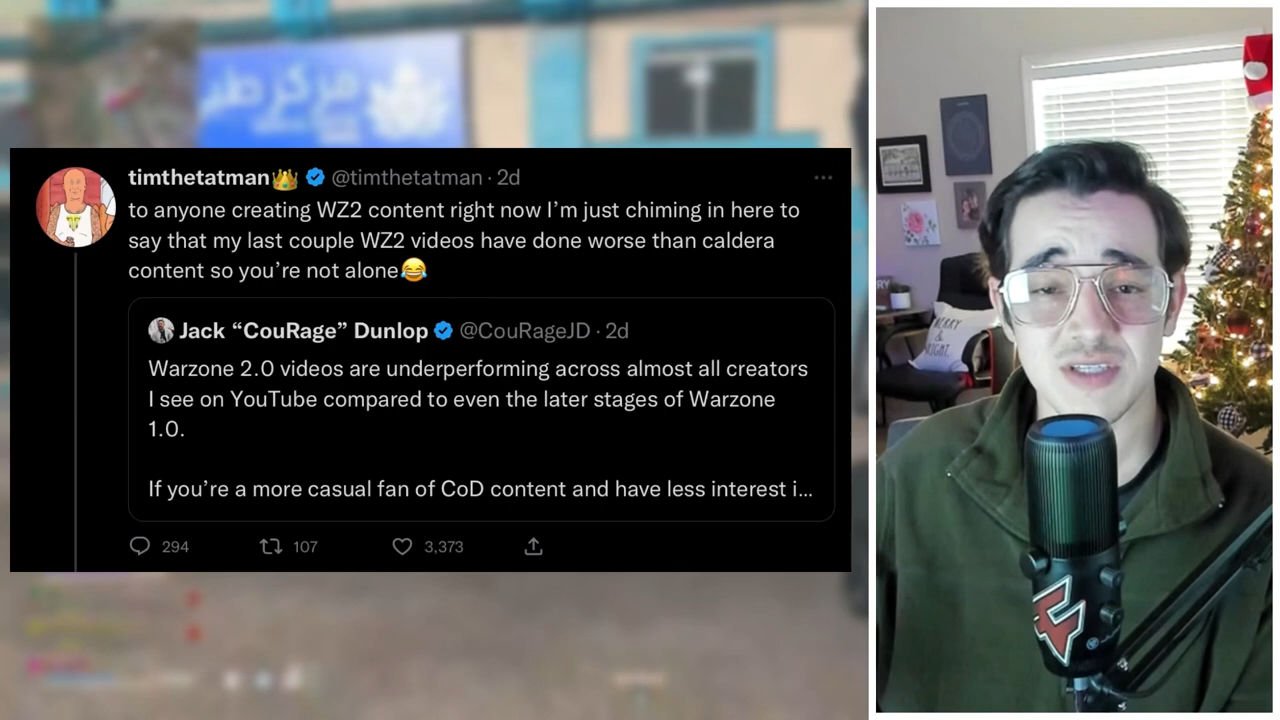 مركز طبي
timthetatman👑 @timthetatman · 2d
to anyone creating WZ2 content right now I’m just chiming in here to
say that my last couple WZ2 videos have done worse than caldera
content so you’re not alone😂
Jack “CouRage” Dunlop @CouRageJD · 2d
Warzone 2.0 videos are underperforming across almost all creators
I see on YouTube compared to even the later stages of Warzone
1.0.
If you’re a more casual fan of CoD content and have less interest i...
294 107 3,373
MERRY
&
BRIGHT.